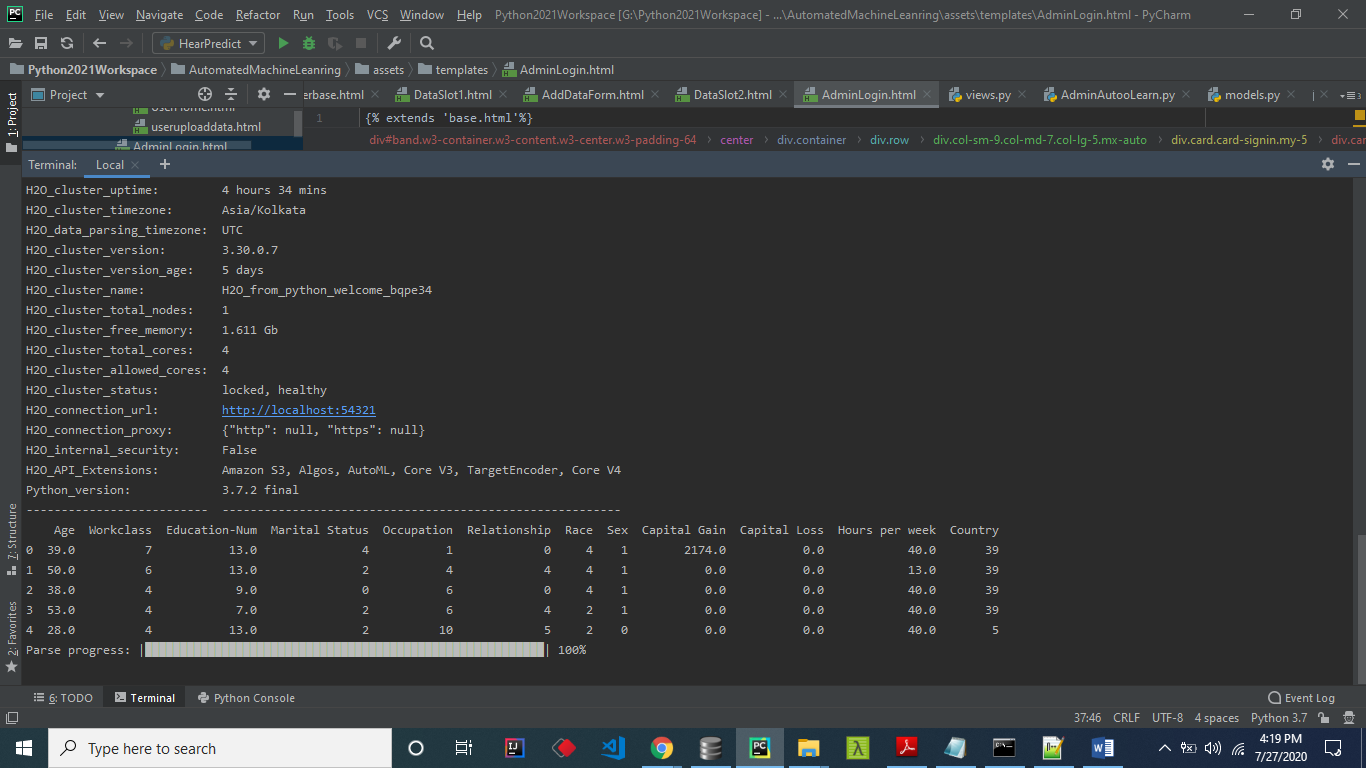 File Edit View Navigate Code Refactor Run Tools VCS Window Help Python2021Workspace [G:\Python2021Workspace] - ...\AutomatedMachineLeanring\assets\templates\AdminLogin.html - PyCharm
HearPredict
Python2021Workspace AutomatedMachineLeanring assets templates AdminLogin.html
1: Project
Project
erbase.html DataSlot1.html AddDataForm.html DataSlot2.html AdminLogin.html views.py AdminAutooLearn.py models.py
useruploaddata.html
AdminLogin.html
1 {% extends 'base.html'%}
div#band.w3-container.w3-content.w3-center.w3-padding-64 center div.container div.row div.col-sm-9.col-md-7.col-lg-5.mx-auto div.card.card-signin.my-5 div.car
Terminal: Local +
H2O_cluster_uptime: 4 hours 34 mins
H2O_cluster_timezone: Asia/Kolkata
H2O_data_parsing_timezone: UTC
H2O_cluster_version: 3.30.0.7
H2O_cluster_version_age: 5 days
H2O_cluster_name: H2O_from_python_welcome_bqpe34
H2O_cluster_total_nodes: 1
H2O_cluster_free_memory: 1.611 Gb
H2O_cluster_total_cores: 4
H2O_cluster_allowed_cores: 4
H2O_cluster_status: locked, healthy
H2O_connection_url: http://localhost:54321
H2O_connection_proxy: {"http": null, "https": null}
H2O_internal_security: False
H2O_API_Extensions: Amazon S3, Algos, AutoML, Core V3, TargetEncoder, Core V4
Python_version: 3.7.2 final
-------------------------- ---------------------------------------------------------
Age Workclass Education-Num Marital Status Occupation Relationship Race Sex Capital Gain Capital Loss Hours per week Country
0 39.0 7 13.0 4 1 0 4 1 2174.0 0.0 40.0 39
1 50.0 6 13.0 2 4 4 4 1 0.0 0.0 13.0 39
2 38.0 4 9.0 0 6 0 4 1 0.0 0.0 40.0 39
3 53.0 4 7.0 2 6 4 2 1 0.0 0.0 40.0 39
4 28.0 4 13.0 2 10 5 2 0 0.0 0.0 40.0 5
Parse progress: | | 100%
7: Structure
2: Favorites
6: TODO Terminal Python Console Event Log
37:46 CRLF UTF-8 4 spaces Python 3.7
Type here to search
4:19 PM
7/27/2020